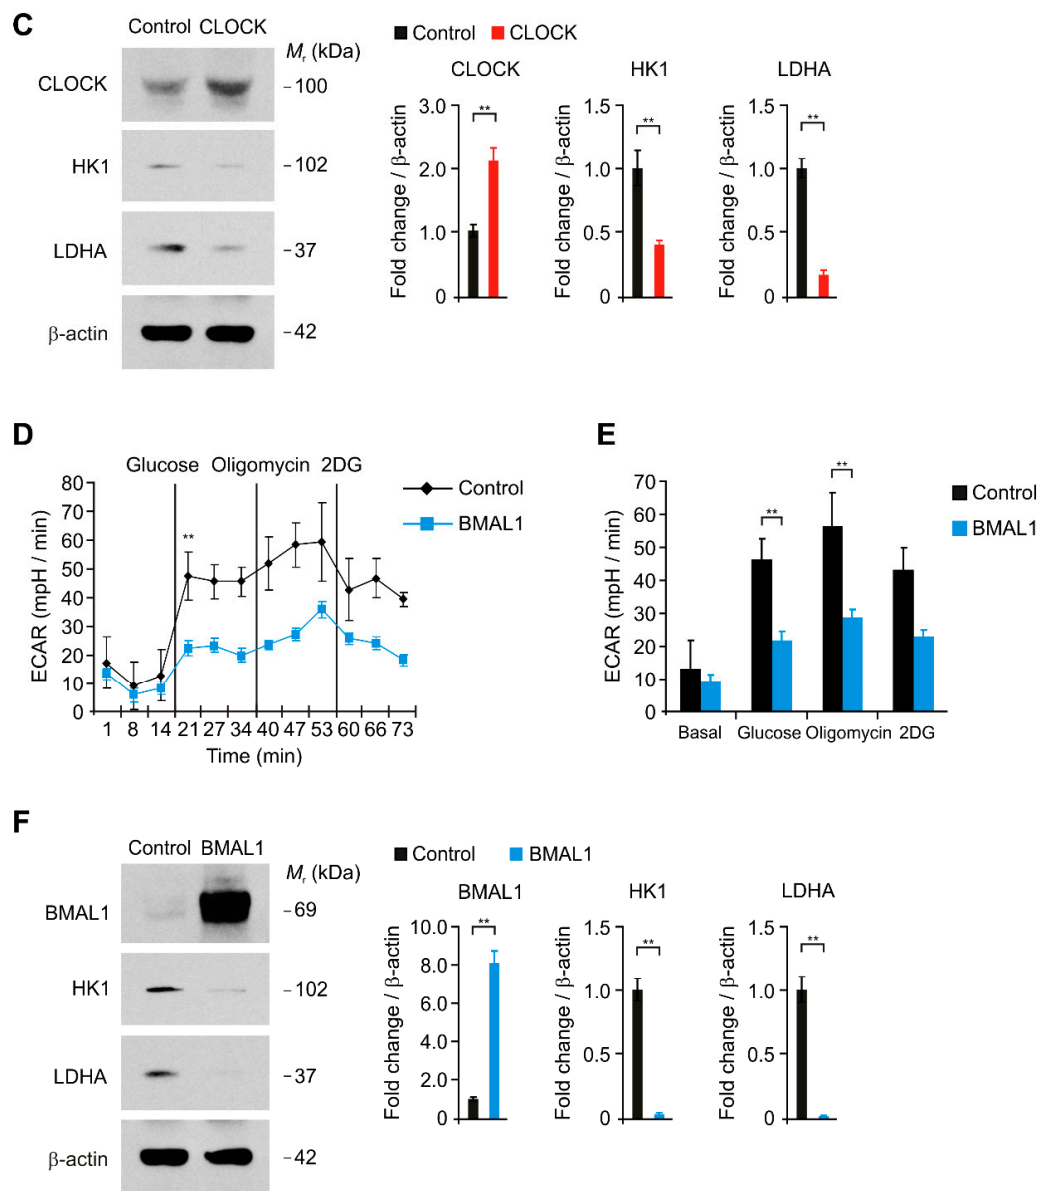 C
Control CLOCK
Mr (kDa)
CLOCK
-100
HK1
-102
LDHA
-37
β-actin
-42
Control CLOCK
CLOCK
Fold change / β-actin
3.0
2.0
1.0
0
**
HK1
Fold change / β-actin
1.5
1.0
0.5
0
**
LDHA
Fold change / β-actin
1.5
1.0
0.5
0
**
D
Glucose Oligomycin 2DG
ECAR (mpH / min)
80
70
60
50
40
30
20
10
0
**
1 8 14 21 27 34 40 47 53 60 66 73
Time (min)
Control
BMAL1
E
ECAR (mpH / min)
70
60
50
40
30
20
10
0
**
**
Basal Glucose Oligomycin 2DG
Control
BMAL1
F
Control BMAL1
Mr (kDa)
BMAL1
-69
HK1
-102
LDHA
-37
β-actin
-42
Control BMAL1
BMAL1
Fold change / β-actin
10.0
8.0
6.0
4.0
2.0
0
**
HK1
Fold change / β-actin
1.5
1.0
0.5
0
**
LDHA
Fold change / β-actin
1.5
1.0
0.5
0
**